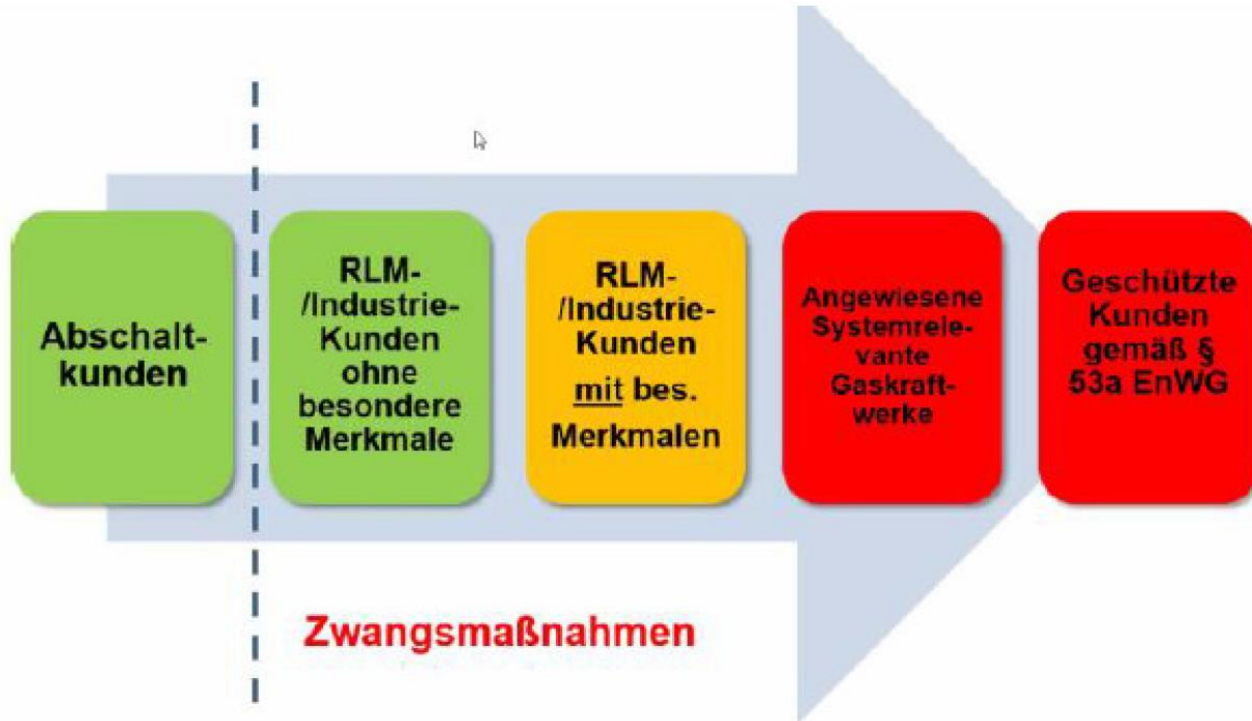 Abschalt-
kunden
RLM-
/Industrie-
Kunden
ohne
besondere
Merkmale
RLM-
/Industrie-
Kunden
mit bes.
Merkmalen
Angewiesene
Systemrele-
vante
Gaskraft-
werke
Geschützte
Kunden
gemäß §
53a EnWG
Zwangsmaßnahmen